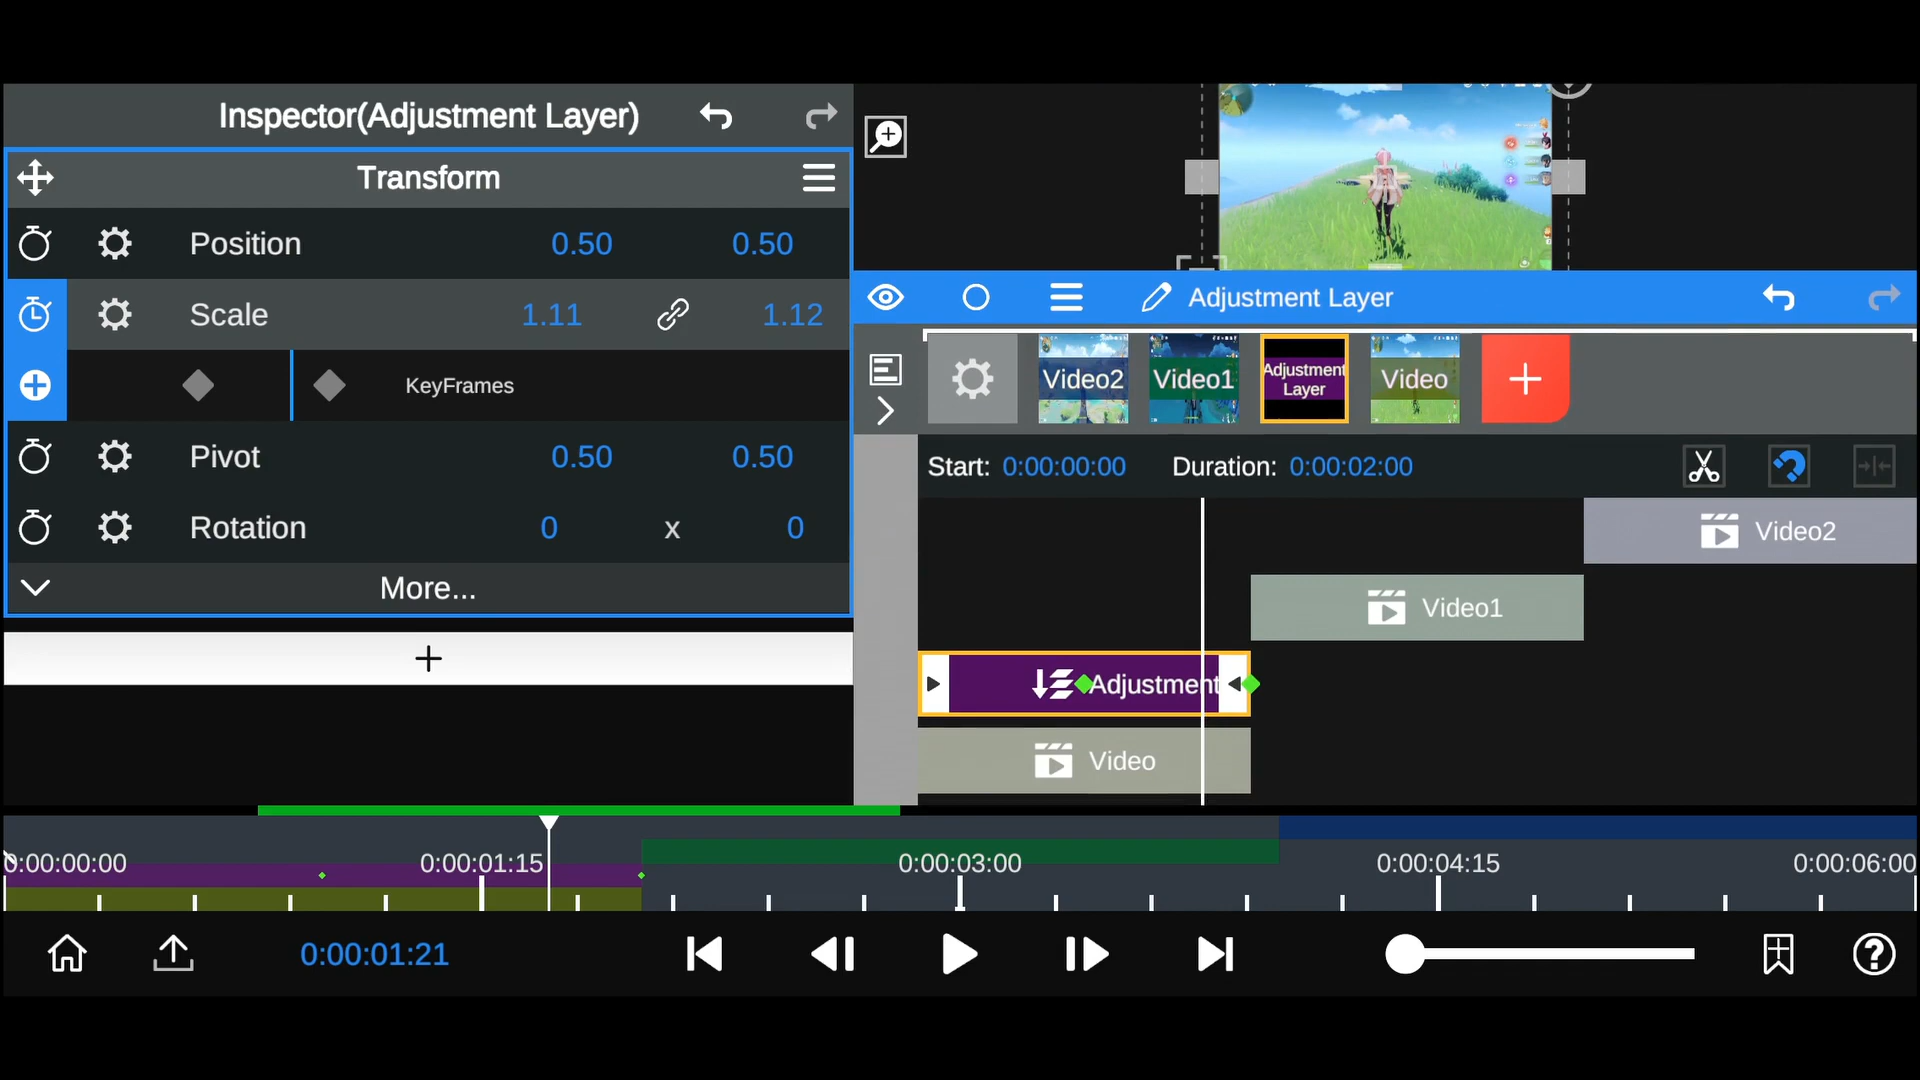 Inspector(Adjustment Layer)
Transform
Position 0.50 0.50
Scale 1.11 1.12
KeyFrames
Pivot 0.50 0.50
Rotation 0 x 0
More...
+
Adjustment Layer
Video2 Video1 Adjustment Layer Video +
Start: 0:00:00:00 Duration: 0:00:02:00
Video2
Video1
Adjustment
Video
0:00:00:00 0:00:01:15 0:00:03:00 0:00:04:15 0:00:06:00
0:00:01:21